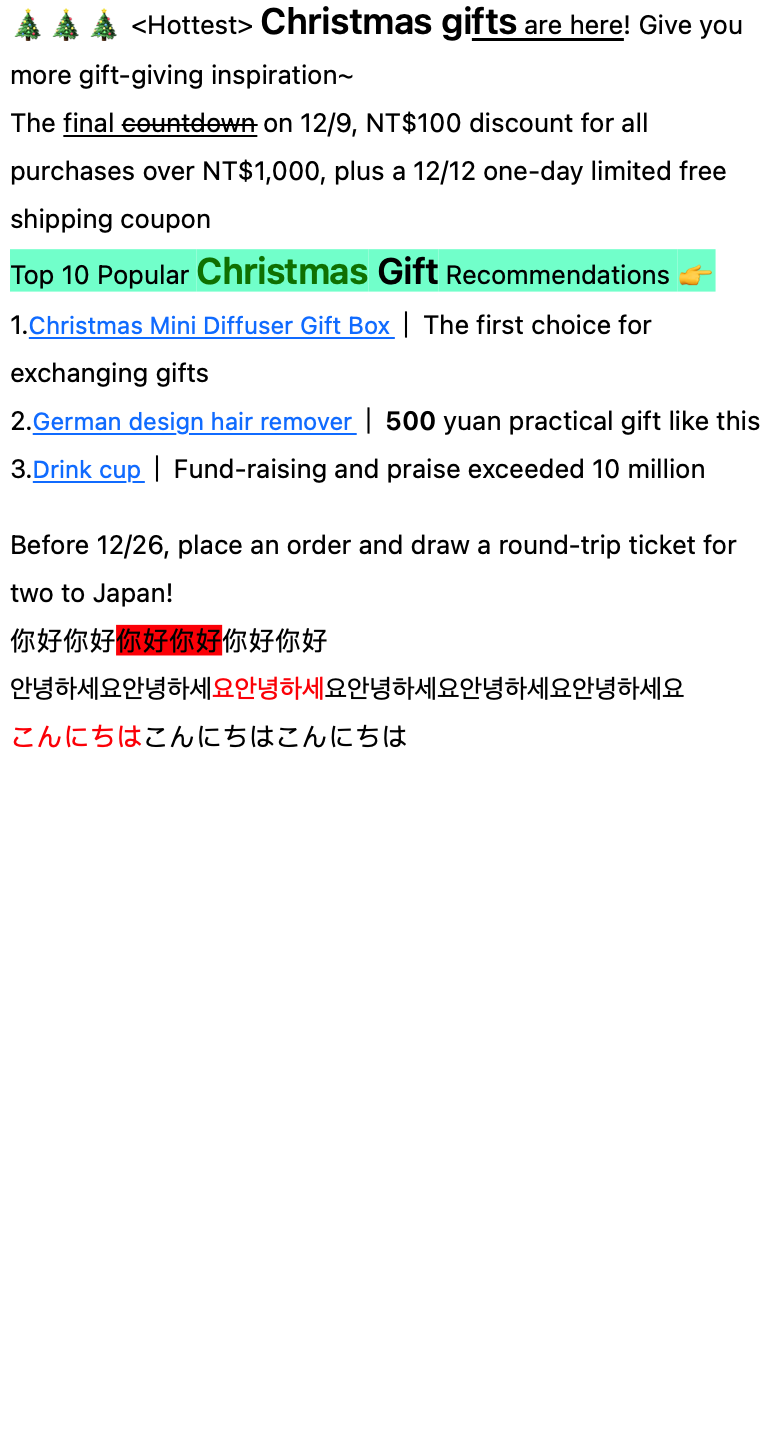 🎄🎄🎄 <Hottest> Christmas gifts are here! Give you
more gift-giving inspiration~
The final countdown on 12/9, NT$100 discount for all
purchases over NT$1,000, plus a 12/12 one-day limited free
shipping coupon
Top 10 Popular Christmas Gift Recommendations 👉
1.Christmas Mini Diffuser Gift Box ｜ The first choice for
exchanging gifts
2.German design hair remover ｜ 500 yuan practical gift like this
3.Drink cup ｜ Fund-raising and praise exceeded 10 million
Before 12/26, place an order and draw a round-trip ticket for
two to Japan!
你好你好你好你好你好你好
안녕하세요안녕하세요안녕하세요안녕하세요안녕하세요안녕하세요
こんにちはこんにちはこんにちは